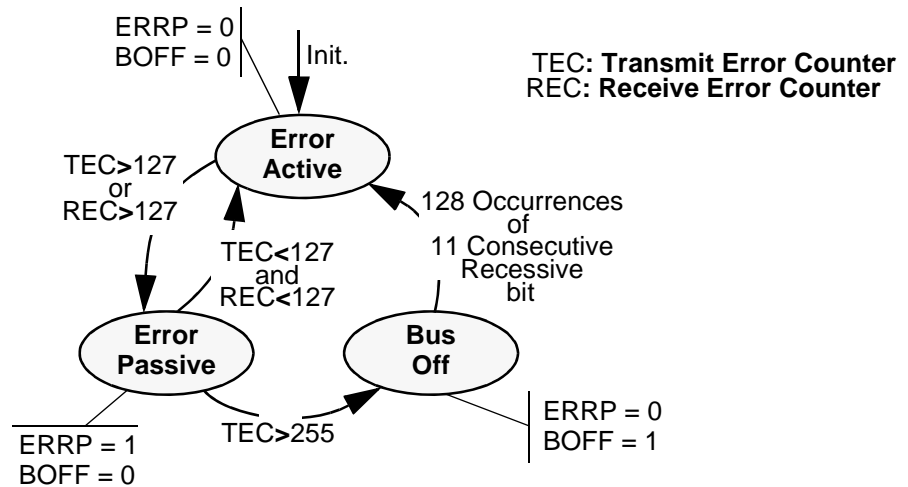 ERRP = 0
BOFF = 0
Init.
TEC: Transmit Error Counter
REC: Receive Error Counter
Error
Active
TEC>127
or
REC>127
TEC<127
and
REC<127
128 Occurrences
of
11 Consecutive
Recessive
bit
Error
Passive
Bus
Off
TEC>255
ERRP = 1
BOFF = 0
ERRP = 0
BOFF = 1